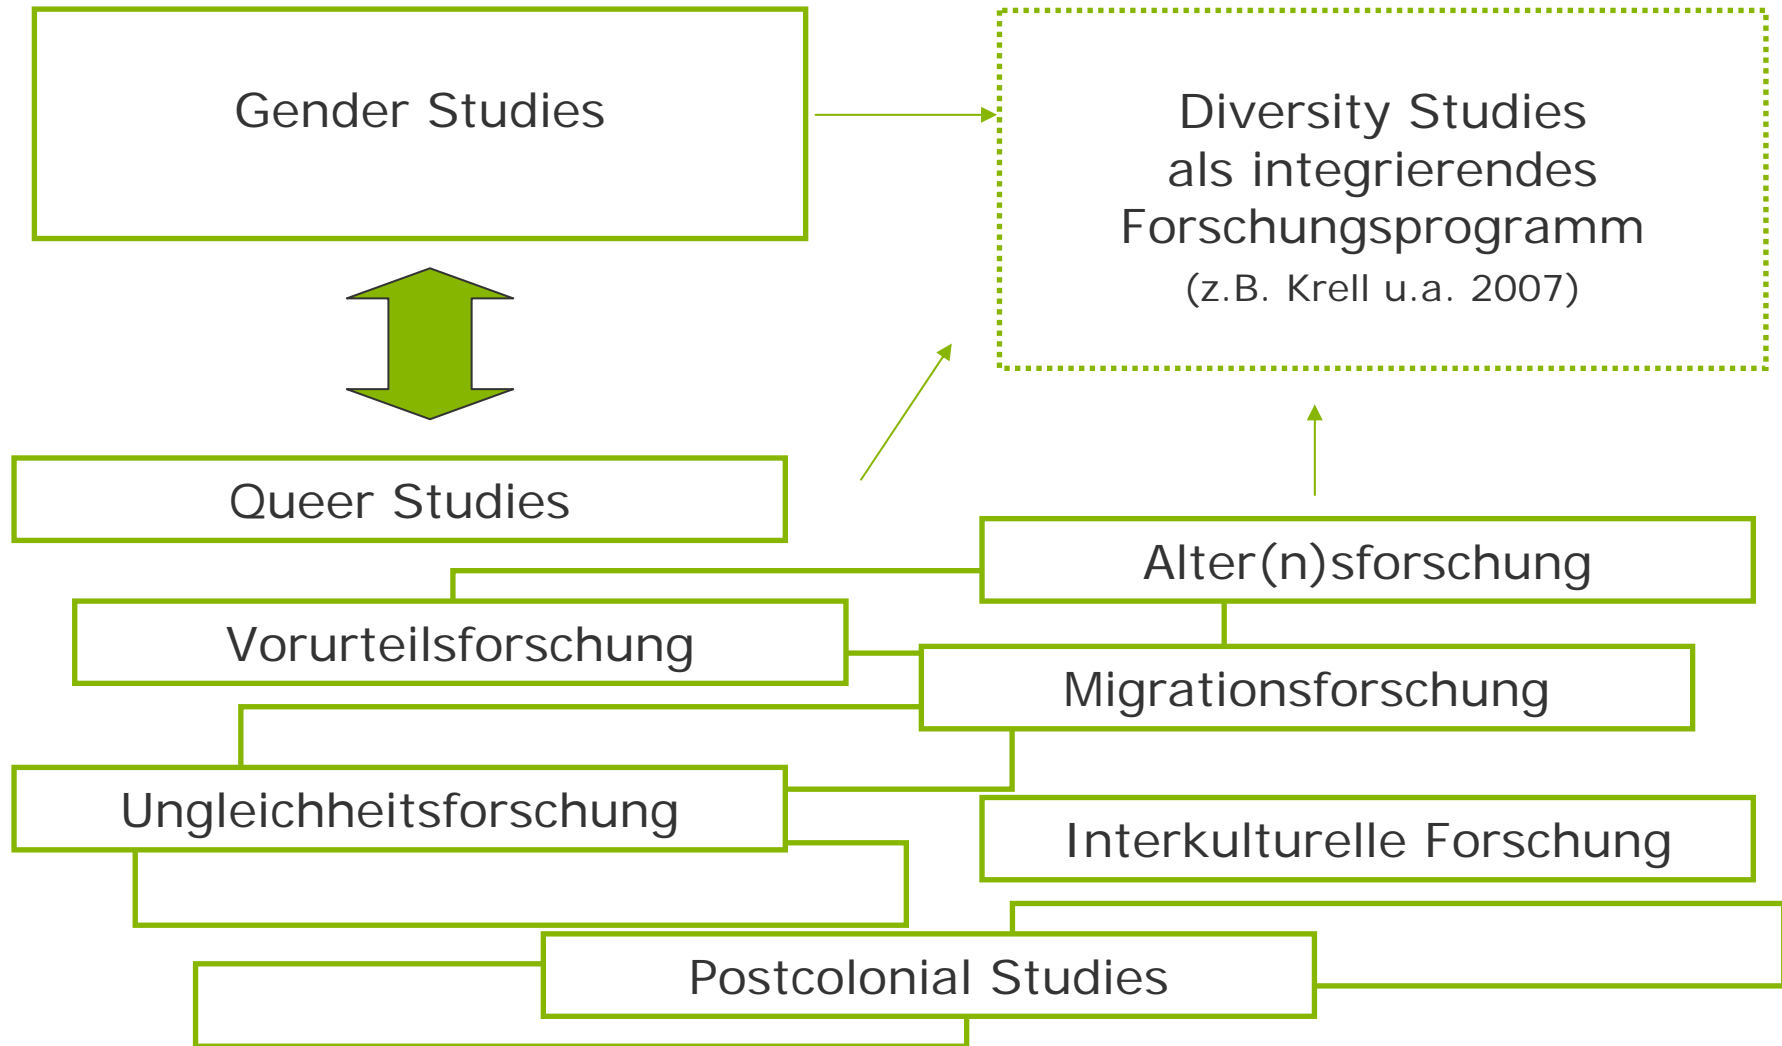 Gender Studies
Diversity Studies
als integrierendes
Forschungsprogramm
(z.B. Krell u.a. 2007)
Queer Studies
Alter(n)sforschung
Vorurteilsforschung
Migrationsforschung
Ungleichheitsforschung
Interkulturelle Forschung
Postcolonial Studies